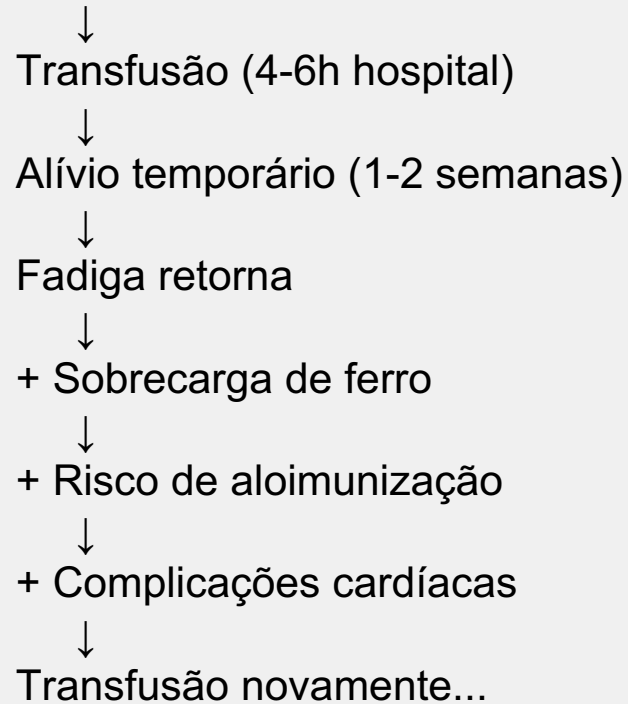 ↓
Transfusão (4-6h hospital)
↓
Alívio temporário (1-2 semanas)
↓
Fadiga retorna
↓
+ Sobrecarga de ferro
↓
+ Risco de aloimunização
↓
+ Complicações cardíacas
↓
Transfusão novamente...